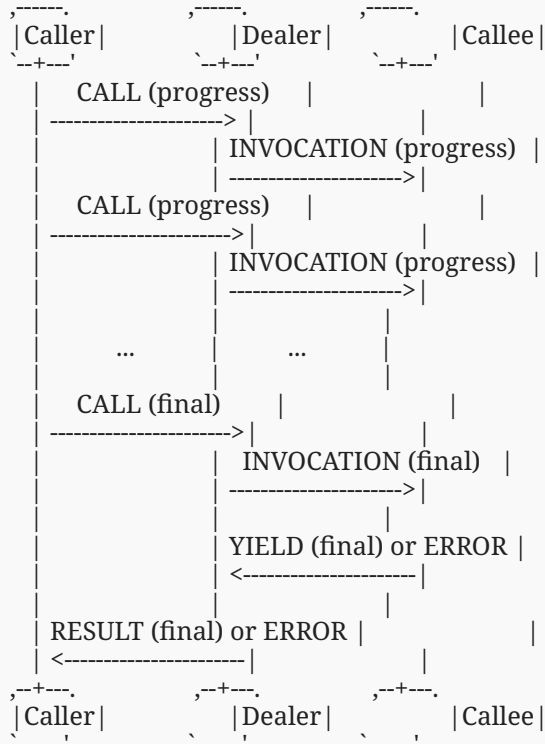 ,------.          ,------.          ,------.
|Caller|          |Dealer|          |Callee|
`--+---'          `--+---'          `--+---'
| CALL (progress) | |
| ----------------------> | |
| | INVOCATION (progress) |
| | ---------------------->|
| CALL (progress) | |
| ----------------------->| |
| | INVOCATION (progress) |
| | ---------------------->|
| | |
| ... | ... |
| | |
| CALL (final) | |
| ----------------------->| |
| | INVOCATION (final) |
| | ---------------------->|
| | |
| | YIELD (final) or ERROR |
| | <----------------------|
| | |
| RESULT (final) or ERROR | |
| <-----------------------| |
,--+---.          ,--+---.          ,--+---.
|Caller|          |Dealer|          |Callee|